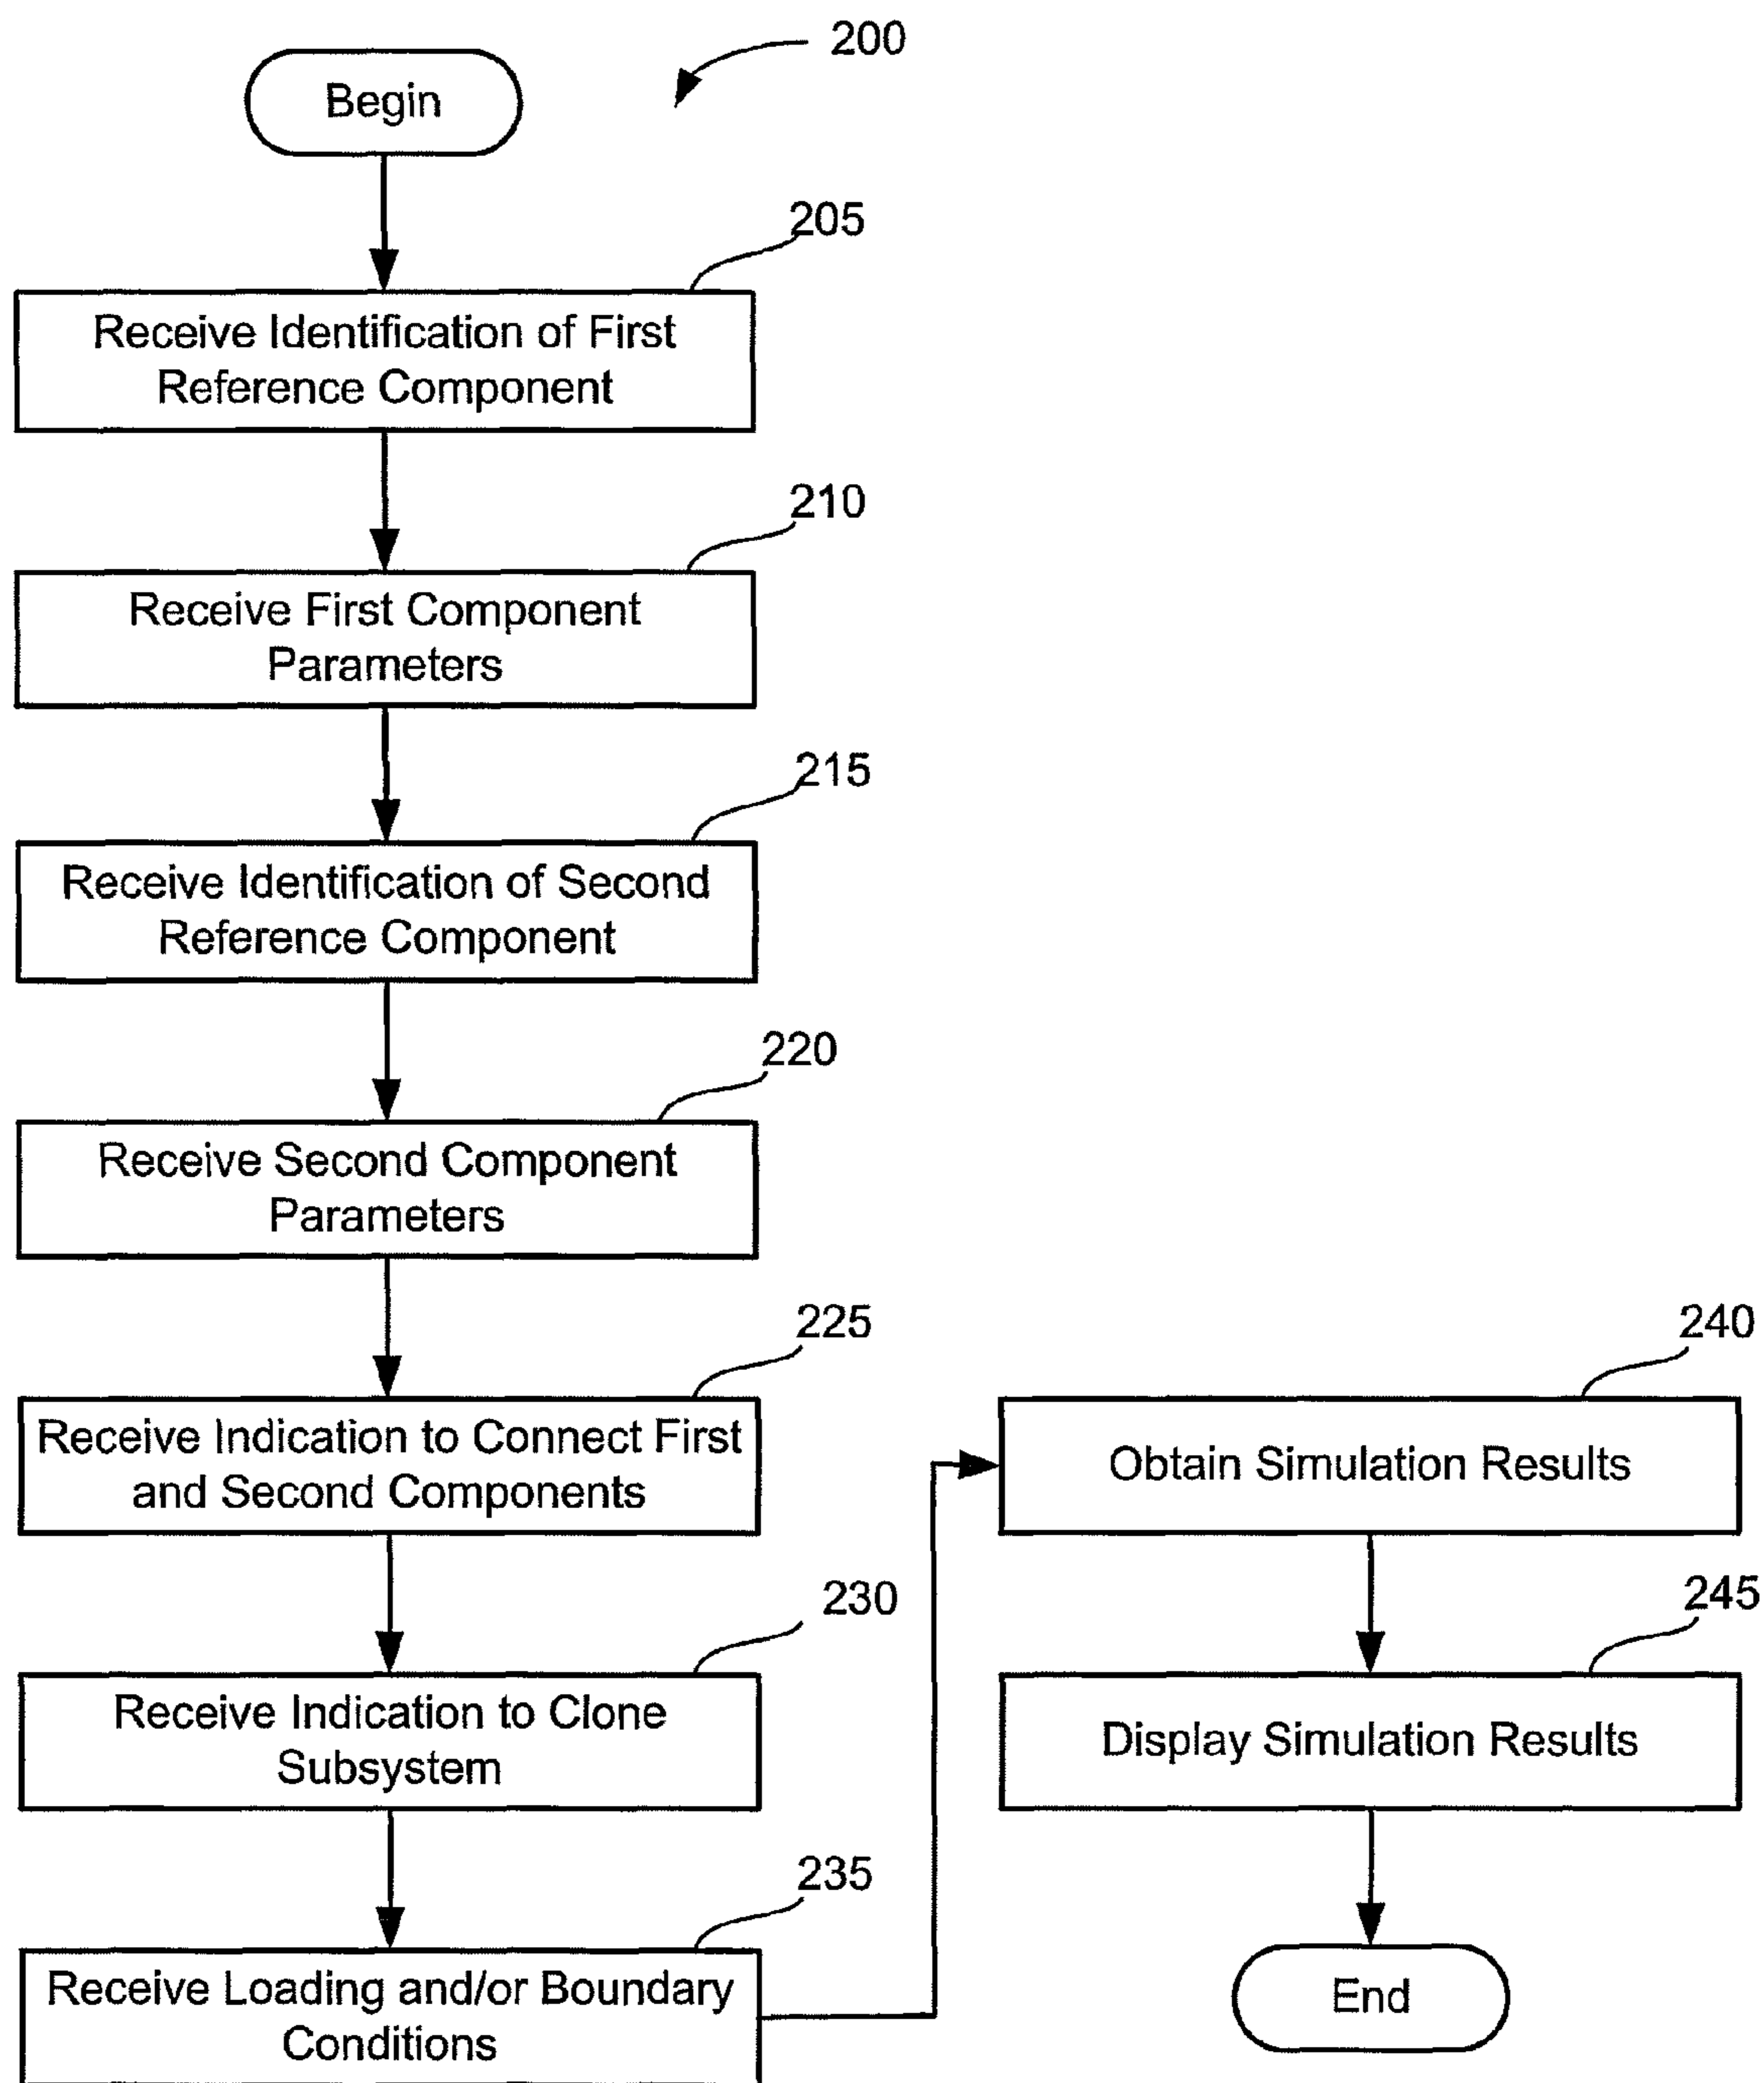 200
Begin
205
Receive Identification of First
Reference Component
210
Receive First Component
Parameters
215
Receive Identification of Second
Reference Component
220
Receive Second Component
Parameters
225
Receive Indication to Connect First
and Second Components
230
Receive Indication to Clone
Subsystem
235
Receive Loading and/or Boundary
Conditions
240
Obtain Simulation Results
245
Display Simulation Results
End